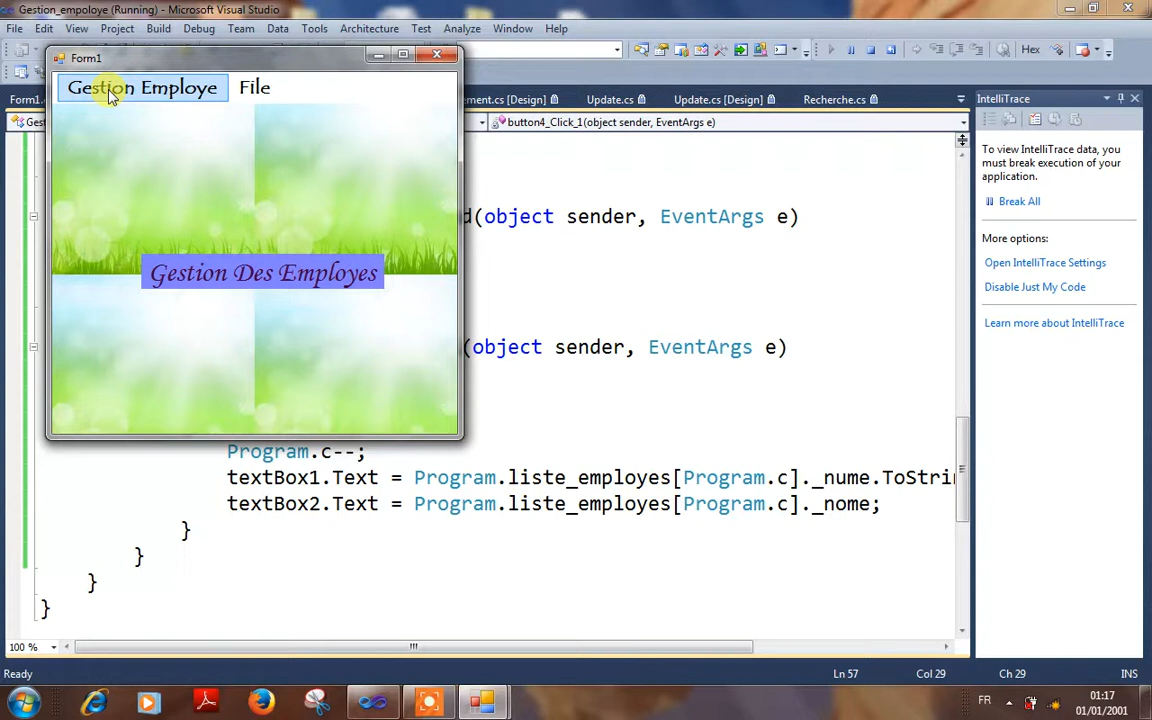 Gestion_empoloye (Running) - Microsoft Visual Studio
File Edit View Project Build Debug Team Data Tools Architecture Test Analyze Window Help
Hex
Form1
Gestion Employe File
Form1. ement.cs [Design] Update.cs Update.cs [Design] Recherche.cs
Gest button4_Click_1(object sender, EventArgs e)
IntelliTrace
To view IntelliTrace data, you
must break execution of your
application.
Break All
More options:
Open IntelliTrace Settings
Disable Just My Code
Learn more about IntelliTrace
Gestion Des Employes
d(object sender, EventArgs e)
(object sender, EventArgs e)
Program.c--;
textBox1.Text = Program.liste_employes[Program.c]._nume.ToStrin
textBox2.Text = Program.liste_employes[Program.c]._nome;
}
}
}
}
100 %
Ready Ln 57 Col 29 Ch 29 INS
FR 01:17
01/01/2001